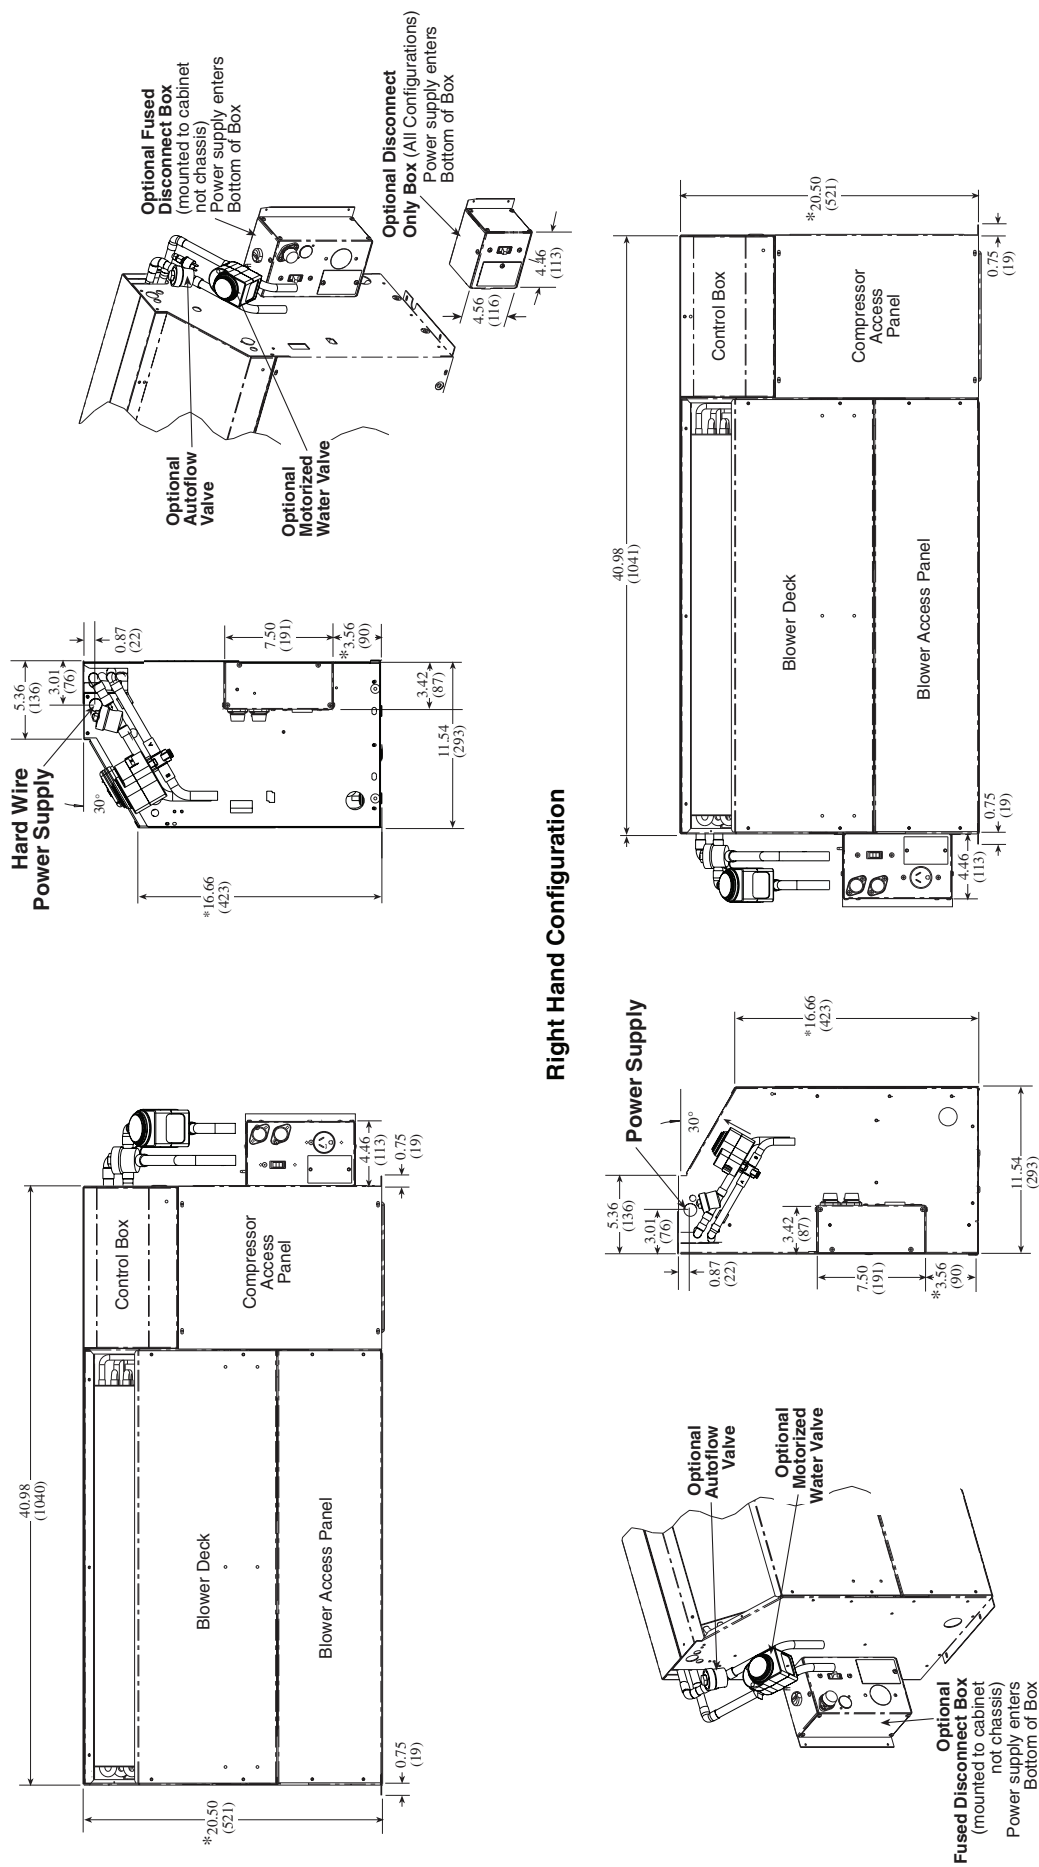 40.98
(1040)
*20.50
(521)
0.75
(19)
Blower Deck
Blower Access Panel
Control Box
Compressor
Access
Panel
4.46
(113)
0.75
(19)
Hard Wire
Power Supply
5.36
(136)
3.01
(76)
0.87
(22)
30°
*16.66
(423)
7.50
(191)
*3.56
(90)
3.42
(87)
11.54
(293)
Optional
Autoflow
Valve
Optional
Motorized
Water Valve
Optional Fused
Disconnect Box
(mounted to cabinet
not chassis)
Power supply enters
Bottom of Box
Optional Disconnect
Only Box (All Configurations)
Power supply enters
Bottom of Box
4.56
(116)
4.46
(113)
Right Hand Configuration
Optional
Autoflow
Valve
Optional
Motorized
Water Valve
Optional
Fused Disconnect Box
(mounted to cabinet
not chassis)
Power supply enters
Bottom of Box
Power Supply
5.36
(136)
3.01
(76)
0.87
(22)
30°
*16.66
(423)
3.42
(87)
7.50
(191)
*3.56
(90)
11.54
(293)
40.98
(1041)
*20.50
(521)
Control Box
Compressor
Access
Panel
Blower Deck
Blower Access Panel
4.46
(113)
0.75
(19)
0.75
(19)